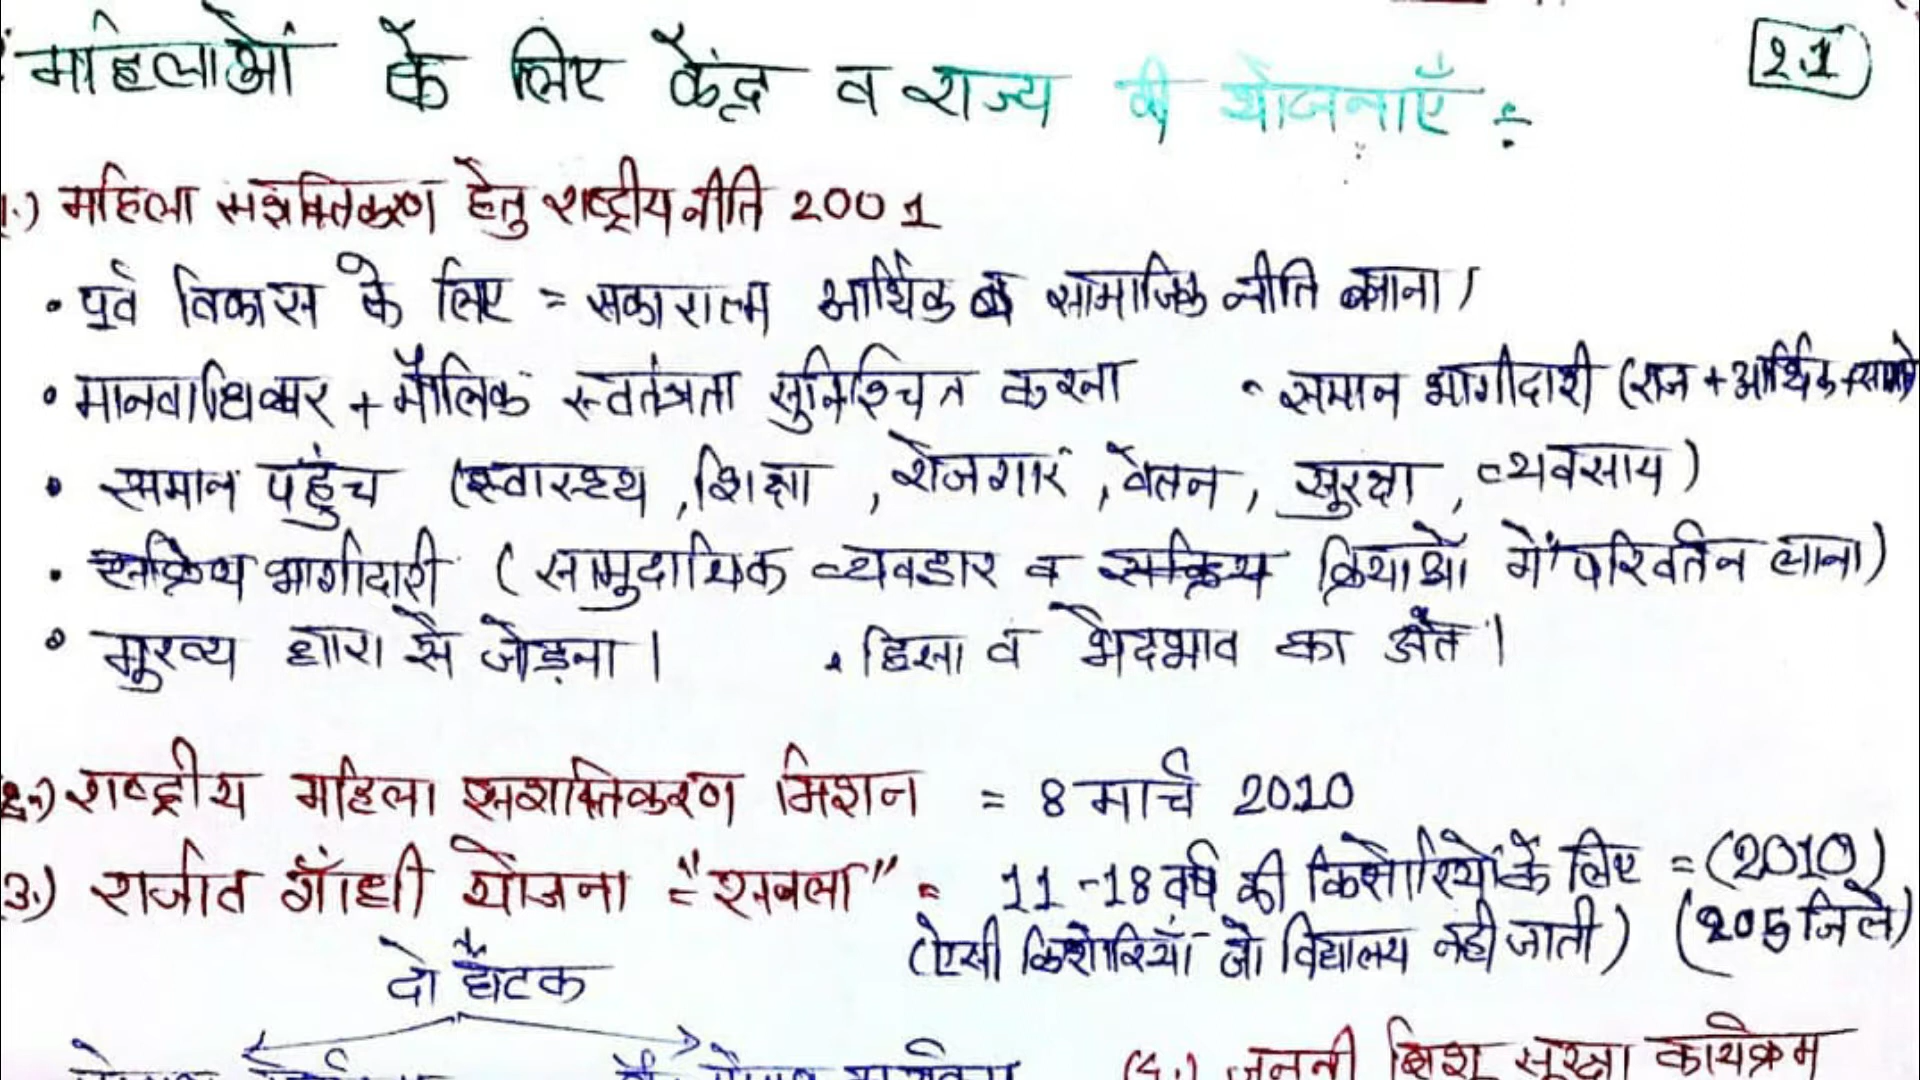 महिलाओं के लिए केंद्र व राज्य की योजनाएँ :
2.1
1.) महिला सशक्तिकरण हेतु राष्ट्रीय नीति 2001
• पूर्व विकास के लिए = सकारात्म आर्थिक व सामाजिक नीति बनाना।
• मानवाधिकार + मौलिक स्वतंत्रता सुनिश्चित करना • समान भागीदारी (राज + आर्थिक +
• समान पहुंच (स्वास्थ्य, शिक्षा, रोजगार, वेतन, सुरक्षा, व्यवसाय)
• सक्रिय भागीदारी (सामुदायिक व्यवहार व सक्रिय क्रियाओं में परिवर्तन लाना)
• मुख्य धारा से जोड़ना। • हिंसा व भेदभाव का अंत।
2.) राष्ट्रीय महिला सशक्तिकरण मिशन = 8 मार्च 2010
3.) राजीव गाँधी योजना = "सबला" = 11-18 वर्ष की किशोरियों के लिए = (2010)
(ऐसी किशोरियाँ जो विद्यालय नहीं जाती) (205 जिले)
दो घटक
(4.) जननी शिशु सुरक्षा कार्यक्रम